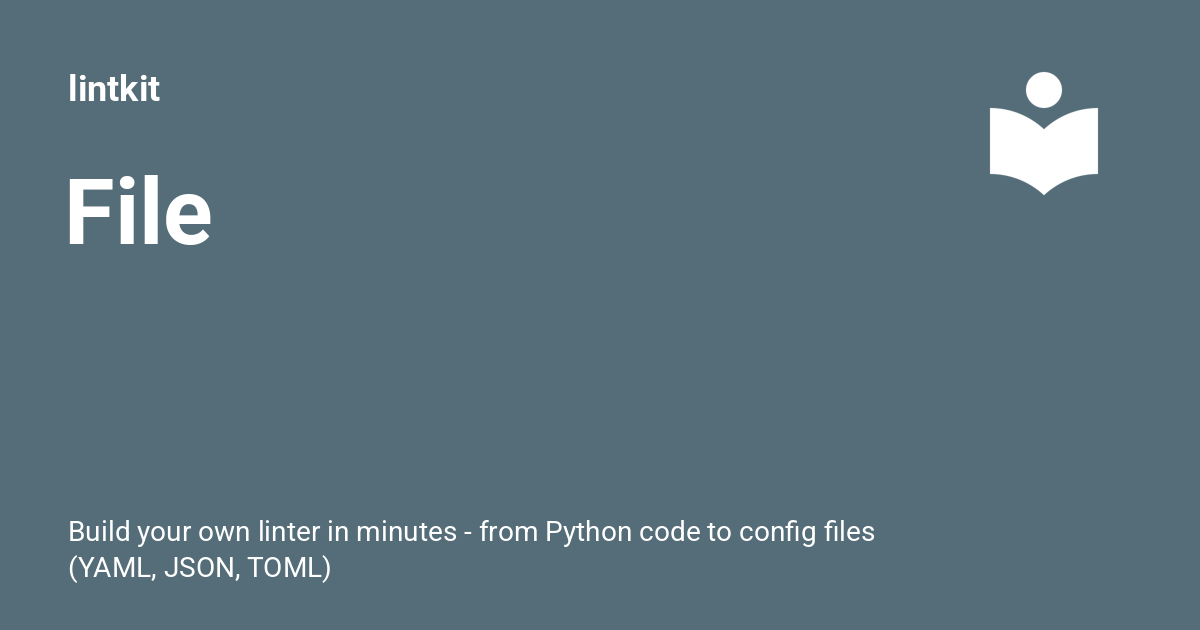 lintkit
File
Build your own linter in minutes - from Python code to config files
(YAML, JSON, TOML)